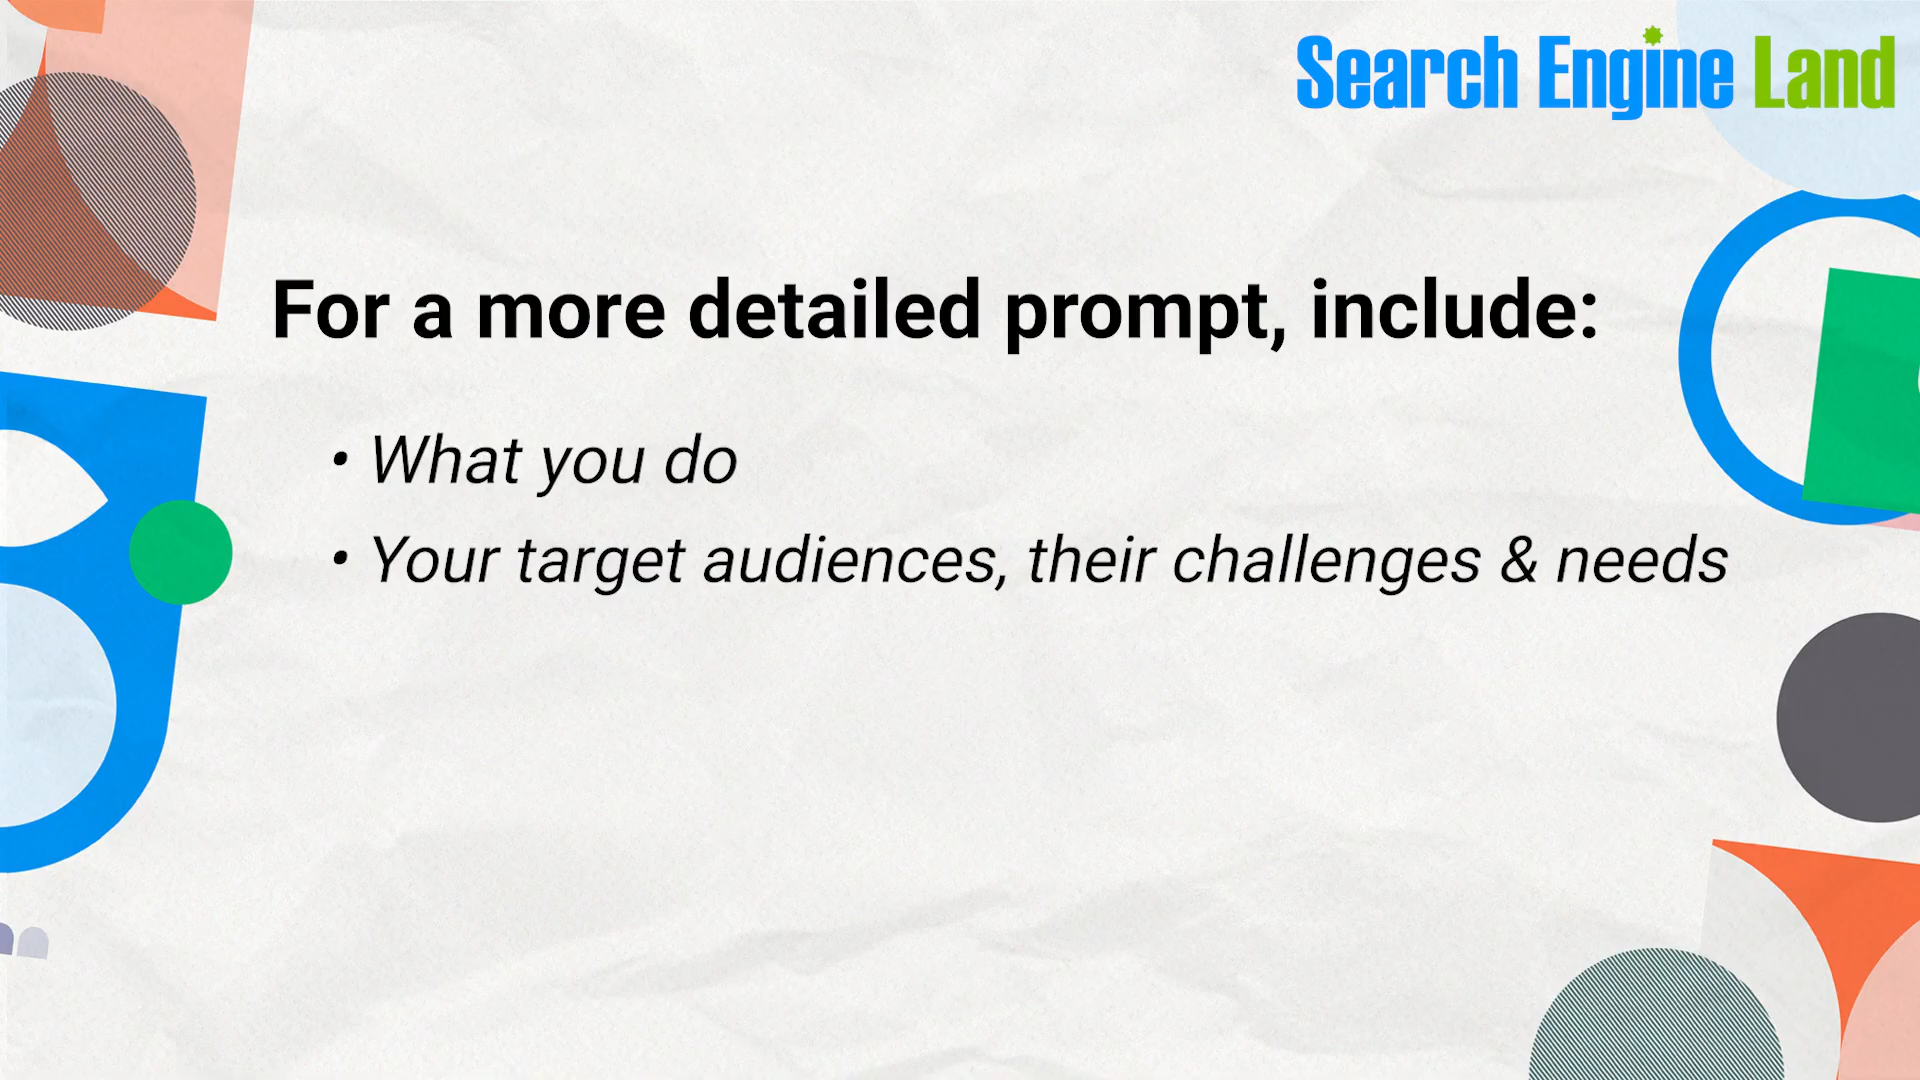 Search Engine Land
For a more detailed prompt, include:
• What you do
• Your target audiences, their challenges & needs